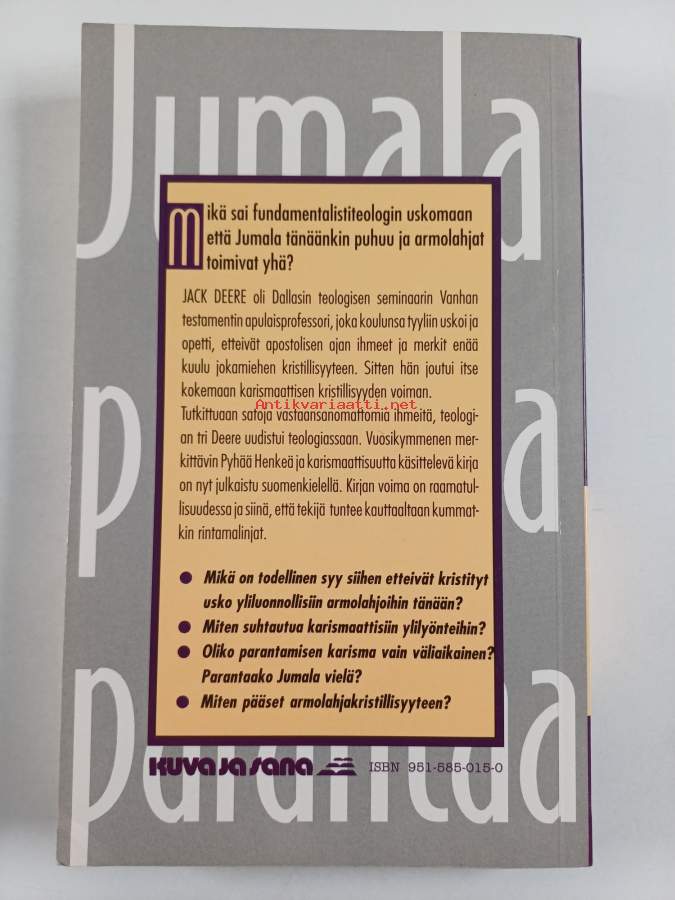 Jumala
p a
parantaa
Mikä sai fundamentalistiteologin uskomaan
että Jumala tänäänkin puhuu ja armolahjat
toimivat yhä?
JACK DEERE oli Dallasin teologisen seminaarin Vanhan
testamentin apulaisprofessori, joka koulunsa tyyliin uskoi ja
opetti, etteivät apostolisen ajan ihmeet ja merkit enää
kuulu jokamiehen kristillisyyteen. Sitten hän joutui itse
kokemaan karismaattisen kristillisyyden voiman.
Antikvariaatti.net
Tutkittuaan satoja vastaansanomattomia ihmeitä, teologi-
an tri Deere uudistui teologiassaan. Vuosikymmenen mer-
kittävin Pyhää Henkeä ja karismaattisuutta käsittelevä kirja
on nyt julkaistu suomenkielellä. Kirjan voima on raamatul-
lisuudessa ja siinä, että tekijä tuntee kauttaaltaan kummat-
kin rintamalinjat.
● Mikä on todellinen syy siihen etteivät kristityt
usko yliluonnollisiin armolahjoihin tänään?
● Miten suhtautua karismaattisiin ylilyönteihin?
● Oliko parantamisen karisma vain väliaikainen?
Parantaako Jumala vielä?
● Miten pääset armolahjakristillisyyteen?
KUVA JA SANA ISBN 951-585-015-0